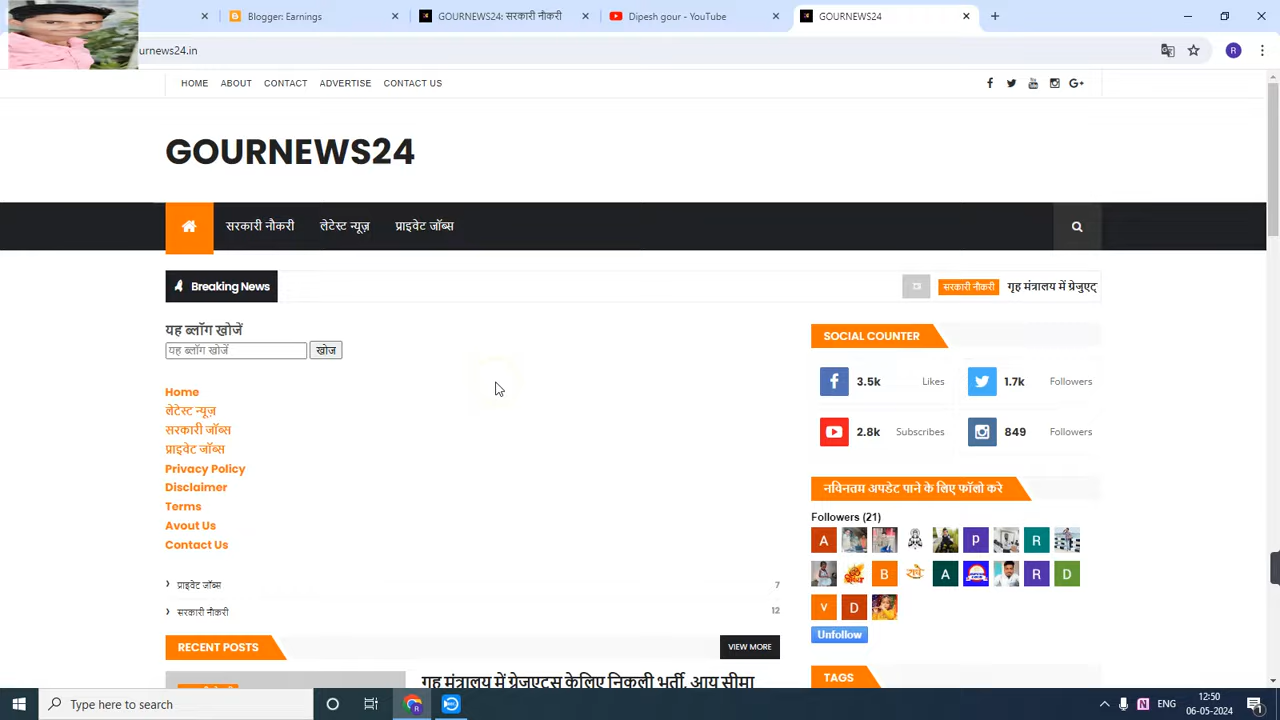 Blogger: Earnings
GOURNEWS24: सरकारी नौकरी
Dipesh gour - YouTube
GOURNEWS24
urnews24.in
R
HOME ABOUT CONTACT ADVERTISE CONTACT US
GOURNEWS24
सरकारी नौकरी लेटेस्ट न्यूज़ प्राइवेट जॉब्स
Breaking News
सरकारी नौकरी गृह मंत्रालय में ग्रेजुएट्
यह ब्लॉग खोजें
यह ब्लॉग खोजें खोज
Home
लेटेस्ट न्यूज़
सरकारी जॉब्स
प्राइवेट जॉब्स
Privacy Policy
Disclaimer
Terms
Avout Us
Contact Us
प्राइवेट जॉब्स 7
सरकारी नौकरी 12
RECENT POSTS VIEW MORE
गृह मंत्रालय में ग्रेजुएट्स के लिए निकली भर्ती, आयु सीमा
SOCIAL COUNTER
3.5k Likes 1.7k Followers
2.8k Subscribes 849 Followers
नविनतम अपडेट पाने के लिए फॉलो करे
Followers (21)
A p R
B राधे A R D
V D
Unfollow
TAGS
Type here to search
ENG
12:50
06-05-2024